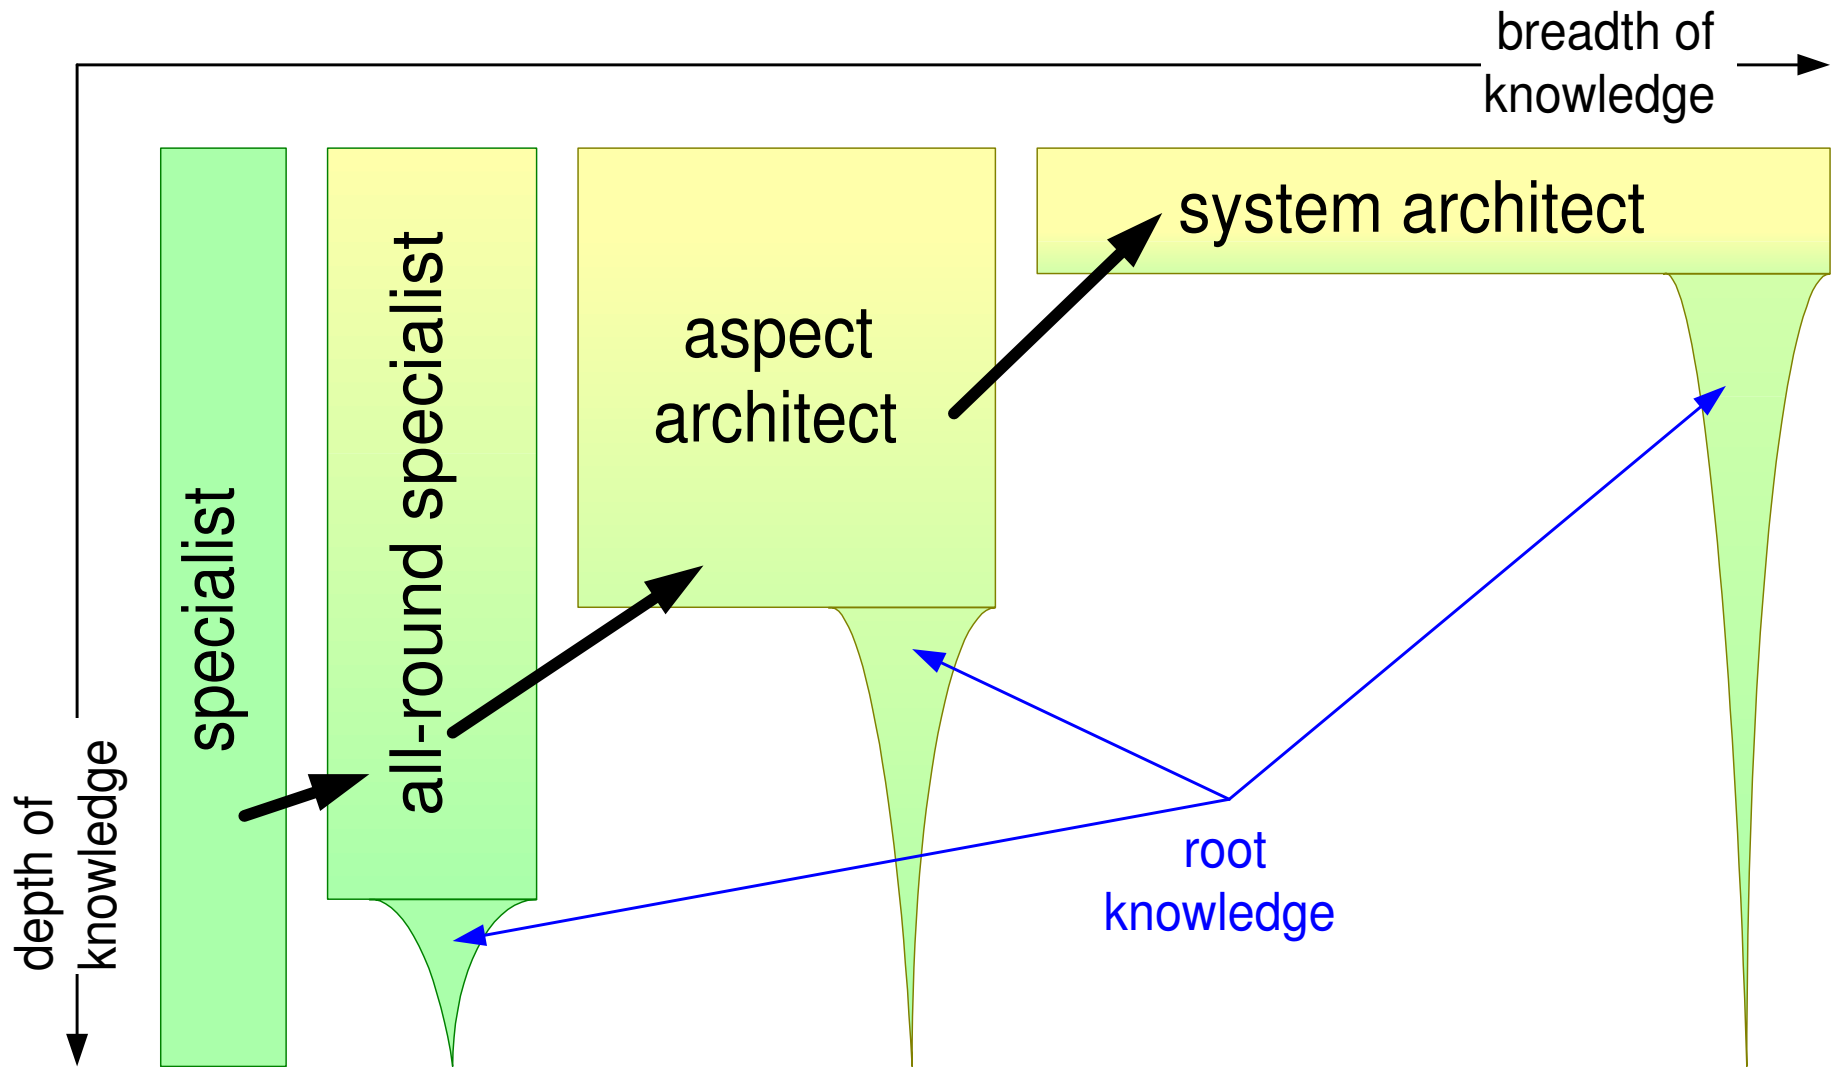 breadth of
knowledge
system architect
aspect
architect
all-round specialist
specialist
depth of
knowledge
root
knowledge